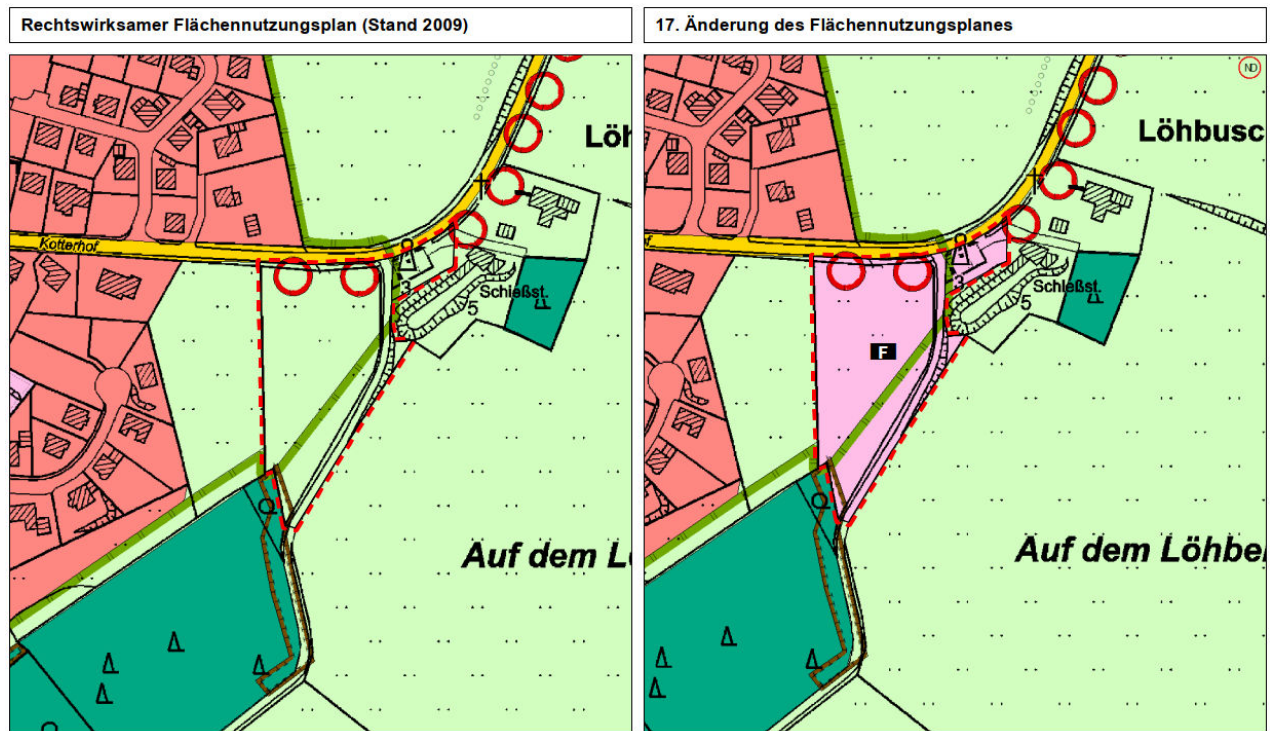 Rechtswirksamer Flächennutzungsplan (Stand 2009)
17. Änderung des Flächennutzungsplanes
Löh
Kotterhof
3
Schießst.
5
Auf dem L
ND
Löhbusc
of
3
Schießst.
5
F
Auf dem Löhbe